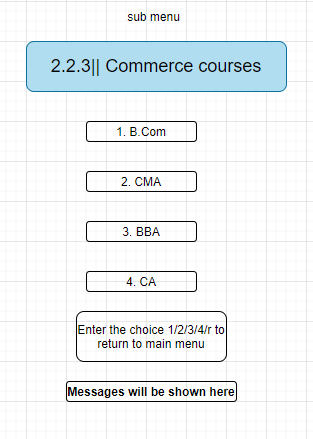 sub menu
2.2.3|| Commerce courses
1. B.Com
2. CMA
3. BBA
4. CA
Enter the choice 1/2/3/4/r to
return to main menu
Messages will be shown here